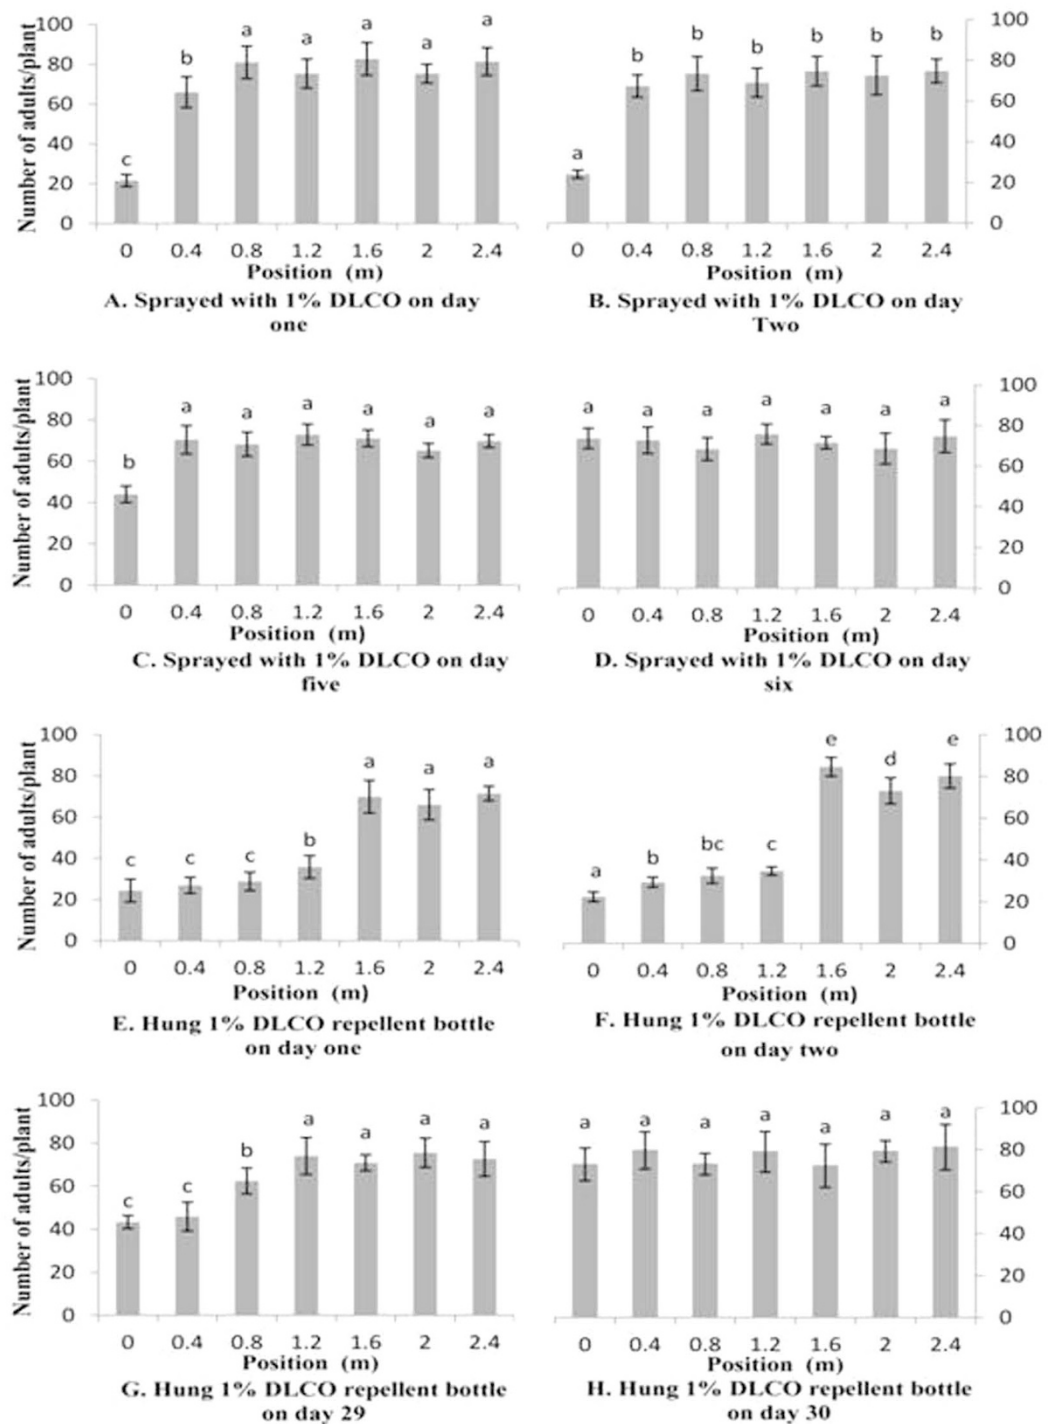 Number of adults/plant
100
80
60
40
20
0
c
b
a
a
a
a
a
0 0.4 0.8 1.2 1.6 2 2.4
Position (m)
A. Sprayed with 1% DLCO on day
one
a
b
b
b
b
b
b
100
80
60
40
20
0
0 0.4 0.8 1.2 1.6 2 2.4
Position (m)
B. Sprayed with 1% DLCO on day
Two
Number of adults/plant
100
80
60
40
20
0
b
a
a
a
a
a
a
0 0.4 0.8 1.2 1.6 2 2.4
Position (m)
C. Sprayed with 1% DLCO on day
five
a
a
a
a
a
a
a
100
80
60
40
20
0
0 0.4 0.8 1.2 1.6 2 2.4
Position (m)
D. Sprayed with 1% DLCO on day
six
Number of adults/plant
100
80
60
40
20
0
c
c
c
b
a
a
a
0 0.4 0.8 1.2 1.6 2 2.4
Position (m)
E. Hung 1% DLCO repellent bottle
on day one
a
b
bc
c
e
d
e
100
80
60
40
20
0
0 0.4 0.8 1.2 1.6 2 2.4
Position (m)
F. Hung 1% DLCO repellent bottle
on day two
Number of adults/plant
100
80
60
40
20
0
c
c
b
a
a
a
a
0 0.4 0.8 1.2 1.6 2 2.4
Position (m)
G. Hung 1% DLCO repellent bottle
on day 29
a
a
a
a
a
a
a
100
80
60
40
20
0
0 0.4 0.8 1.2 1.6 2 2.4
Position (m)
H. Hung 1% DLCO repellent bottle
on day 30